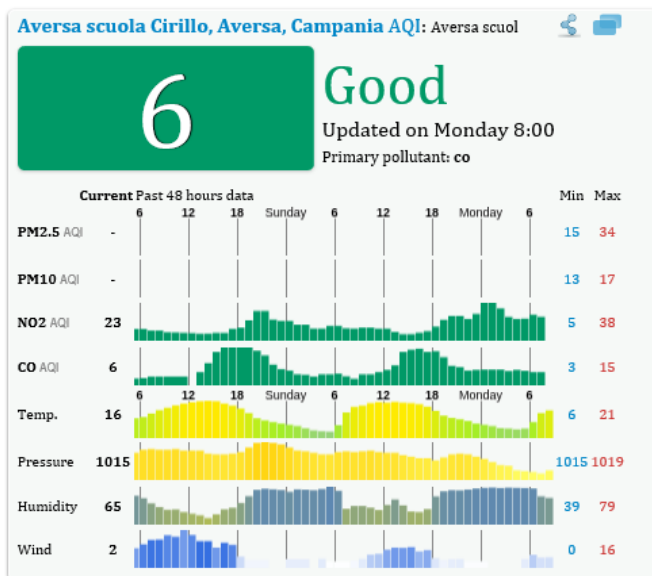 Aversa scuola Cirillo, Aversa, Campania AQI: Aversa scuol
6
Good
Updated on Monday 8:00
Primary pollutant: co
Current Past 48 hours data Min Max
6 12 18 Sunday 6 12 18 Monday 6
PM2.5 AQI - 15 34
PM10 AQI - 13 17
NO2 AQI 23 5 38
CO AQI 6 3 15
6 12 18 Sunday 6 12 18 Monday 6
Temp. 16 6 21
Pressure 1015 1015 1019
Humidity 65 39 79
Wind 2 0 16